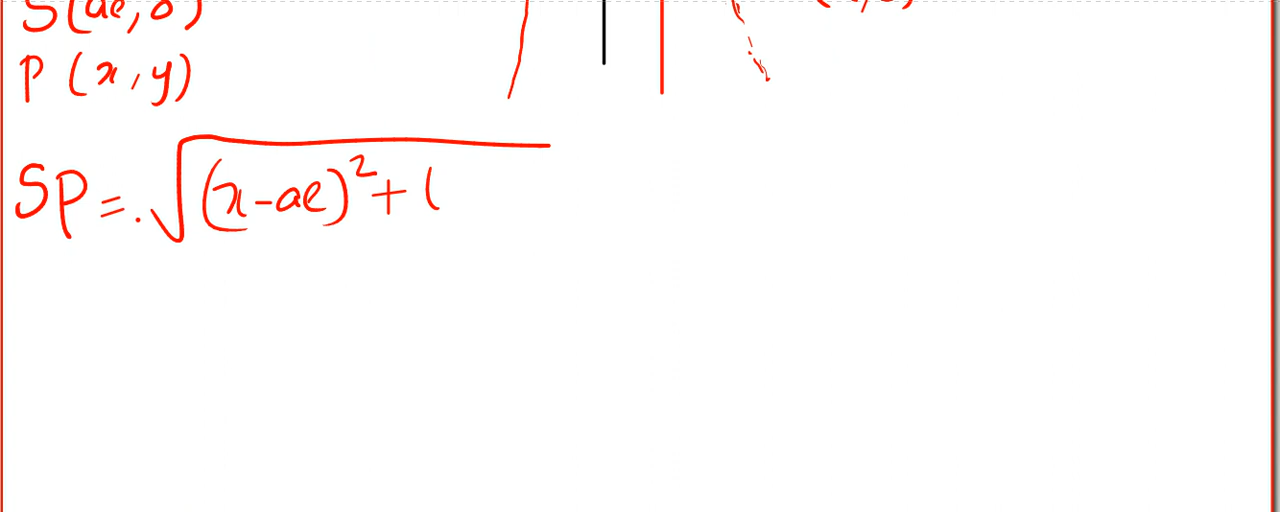 S(ae,0)
P (x,y)
SP = √((x-ae)²+(